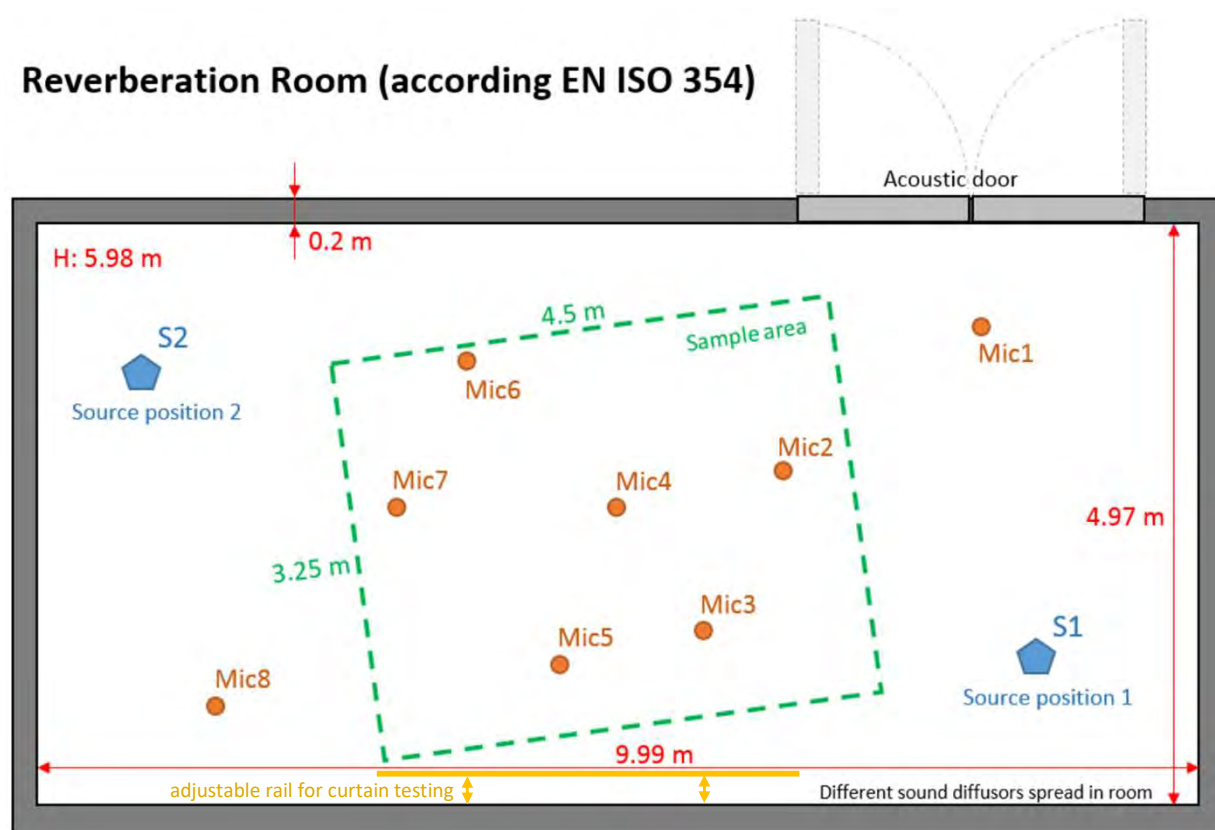 Reverberation Room (according EN ISO 354)
Acoustic door
H: 5.98 m
0.2 m
4.5 m
Sample area
S2
Source position 2
Mic1
Mic6
Mic2
Mic7
Mic4
4.97 m
3.25 m
Mic3
Mic5
S1
Source position 1
Mic8
9.99 m
adjustable rail for curtain testing
Different sound diffusors spread in room